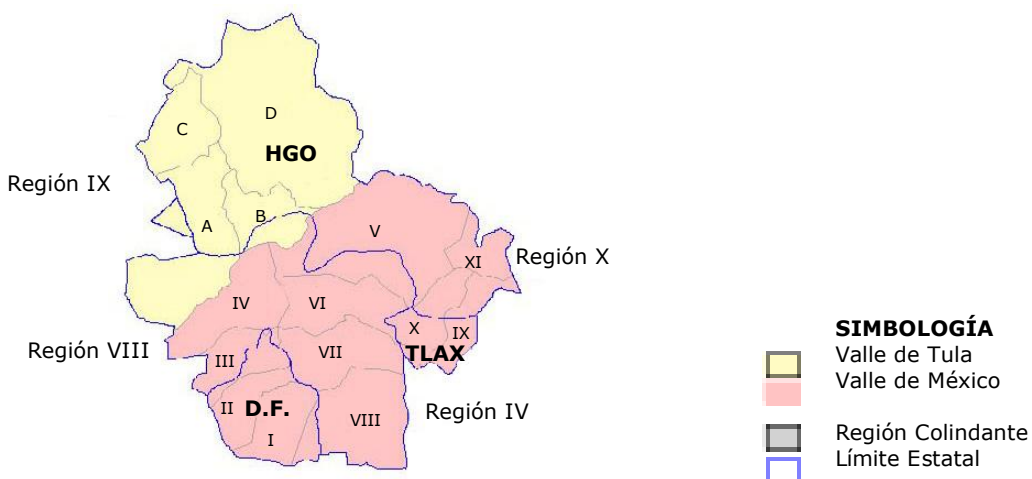 D
C
HGO
Región IX
B
A
V
XI
Región X
IV
VI
X
IX
Región VIII
VII
TLAX
III
II
D.F.
Región IV
VIII
I
SIMBOLOGÍA
Valle de Tula
Valle de México
Región Colindante
Límite Estatal